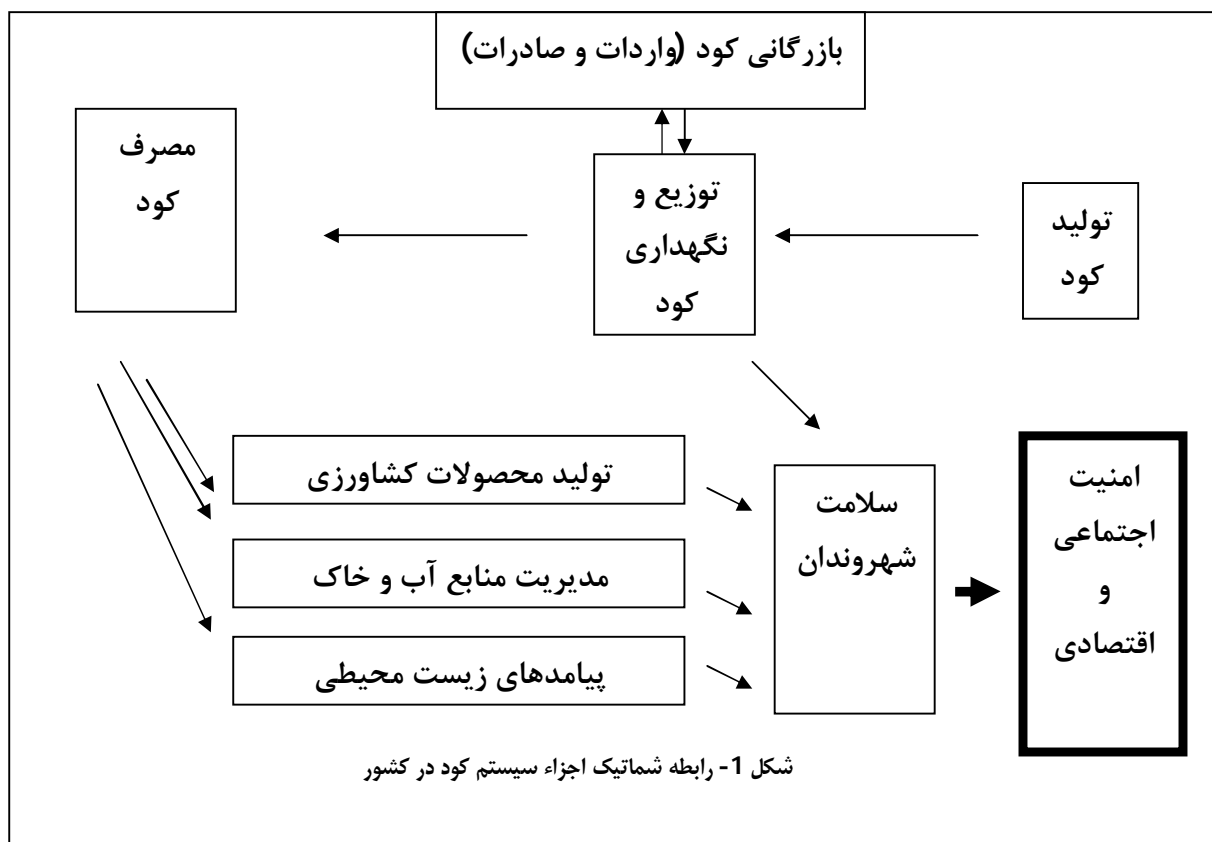 بازرگانی کود (واردات و صادرات)
تولید
کود
توزیع و
نگهداری
کود
مصرف
کود
تولید محصولات کشاورزی
مدیریت منابع آب و خاک
پیامدهای زیست محیطی
سلامت
شهروندان
امنیت
اجتماعی
و
اقتصادی
شکل 1- رابطه شماتیک اجزاء سیستم کود در کشور